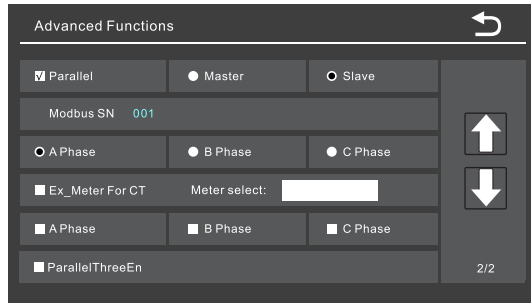 Advanced Functions
Parallel Master Slave
Modbus SN 001
A Phase B Phase C Phase
Ex_Meter For CT Meter select:
A Phase B Phase C Phase
ParallelThreeEn
2/2